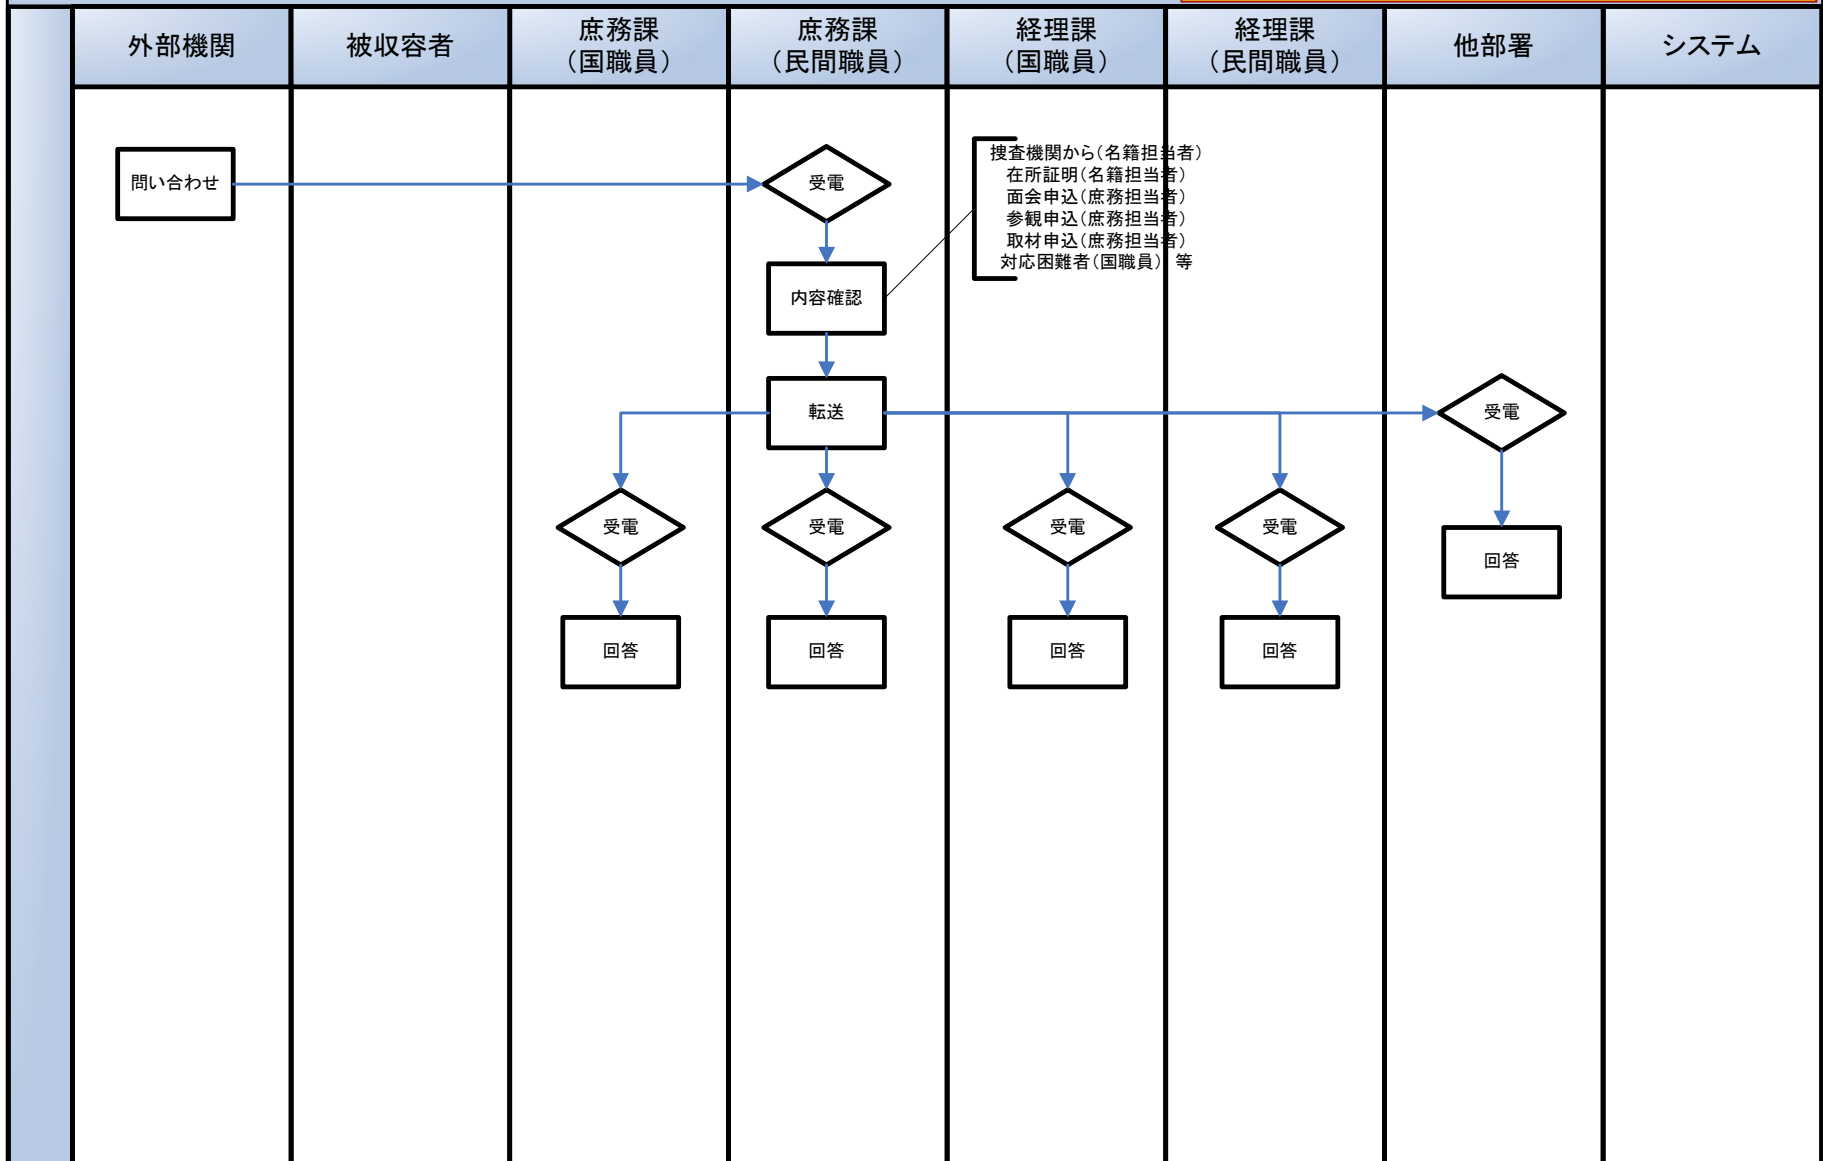 外部機関
被収容者
庶務課
（国職員）
庶務課
（民間職員）
経理課
（国職員）
経理課
（民間職員）
他部署
システム
問い合わせ
受電
捜査機関から（名籍担当者）
在所証明（名籍担当者）
面会申込（庶務担当者）
参観申込（庶務担当者）
取材申込（庶務担当者）
対応困難者（国職員）　等
内容確認
転送
受電
受電
受電
受電
受電
回答
回答
回答
回答
回答